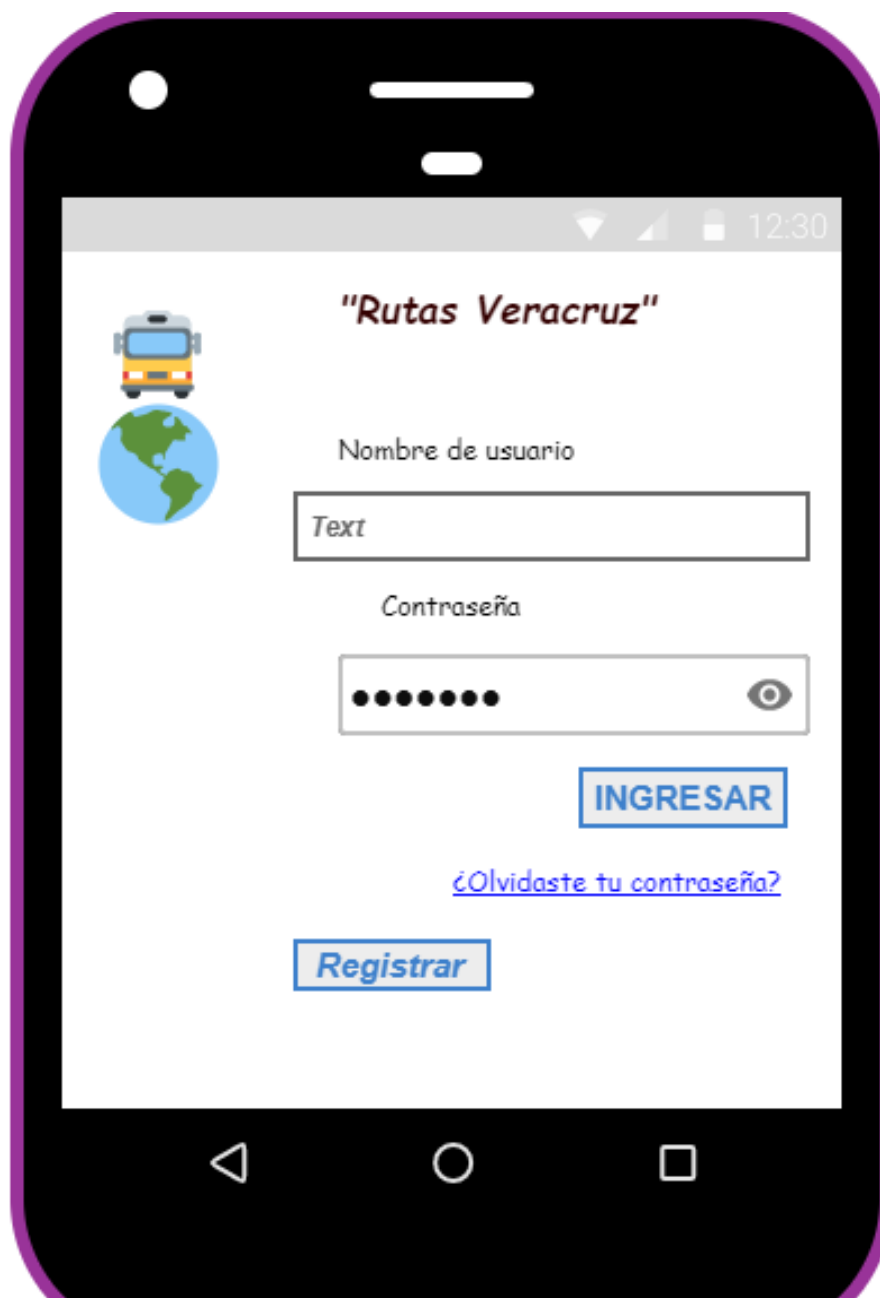 12:30
"Rutas Veracruz"
Nombre de usuario
Text
Contraseña
INGRESAR
¿Olvidaste tu contraseña?
Registrar